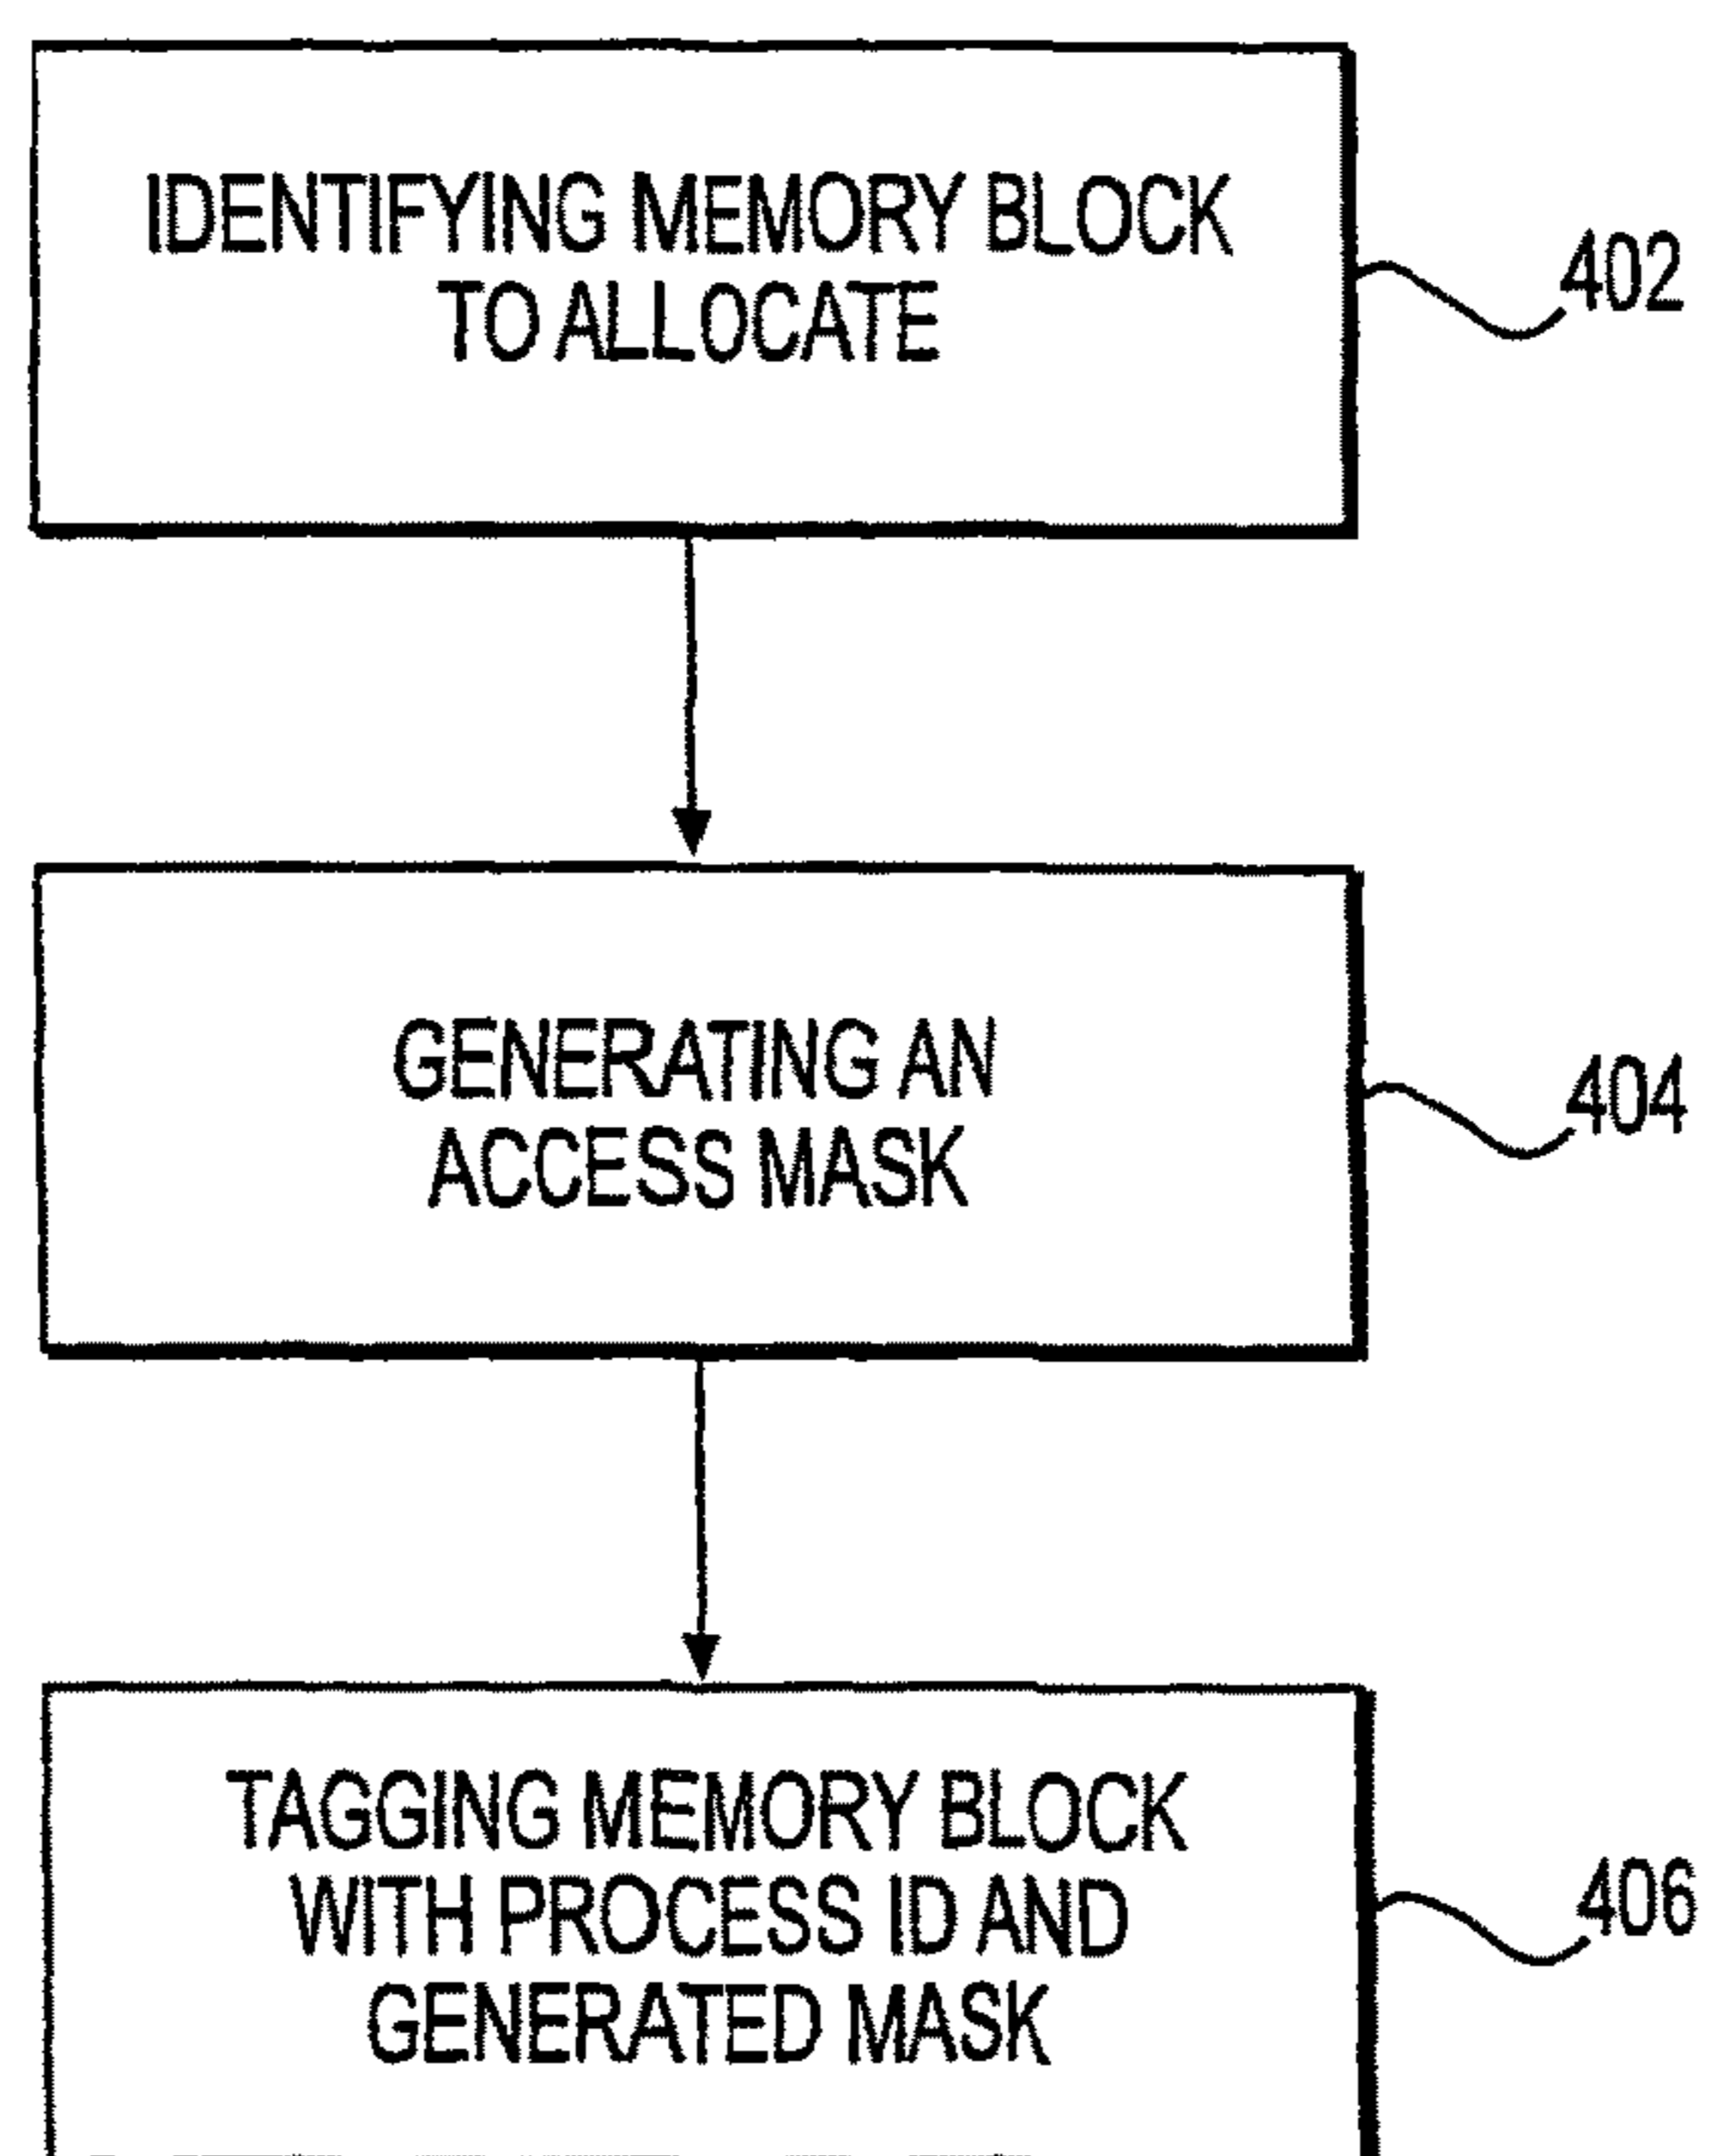 IDENTIFYING MEMORY BLOCK
TO ALLOCATE
402
GENERATING AN
ACCESS MASK
404
TAGGING MEMORY BLOCK
WITH PROCESS ID AND
GENERATED MASK
406